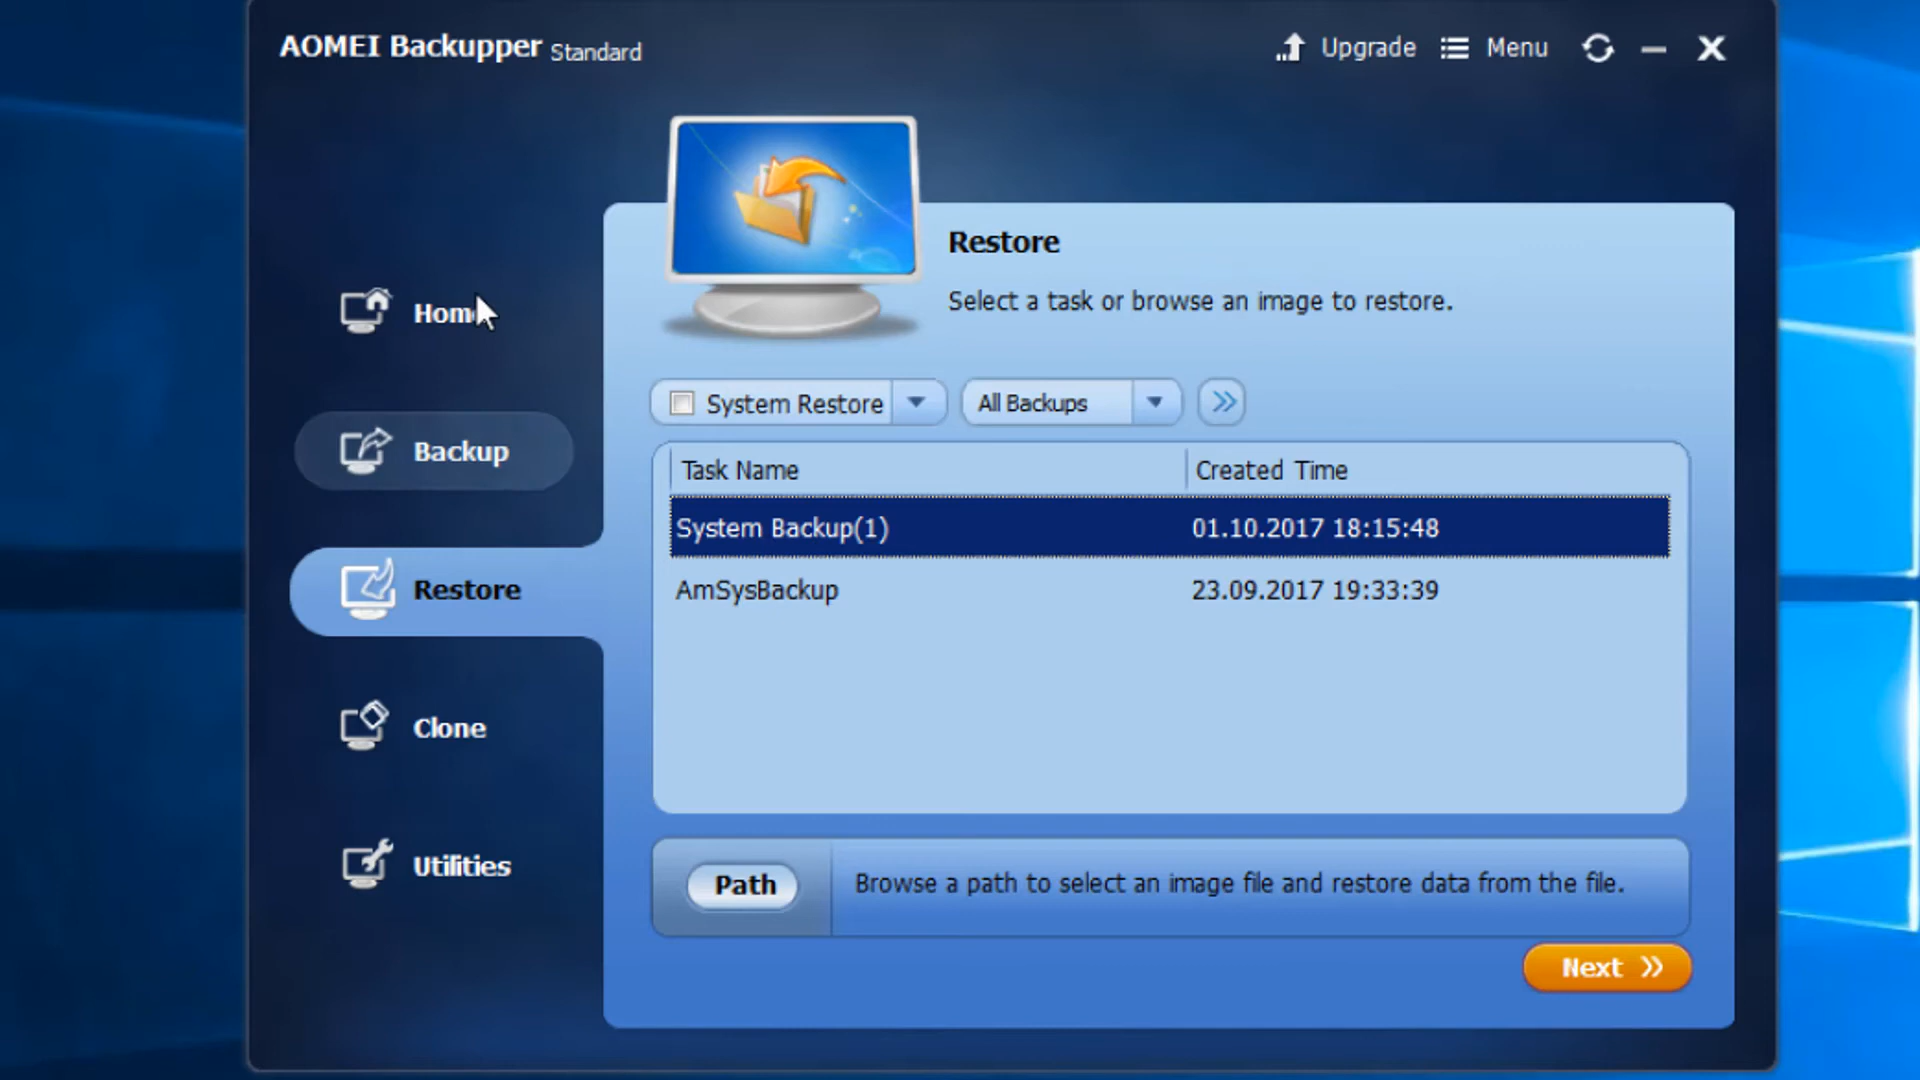 AOMEI Backupper Standard
Upgrade Menu
Restore
Select a task or browse an image to restore.
Home
Backup
Restore
Clone
Utilities
System Restore All Backups
Task Name Created Time
System Backup(1) 01.10.2017 18:15:48
AmSysBackup 23.09.2017 19:33:39
Path Browse a path to select an image file and restore data from the file.
Next